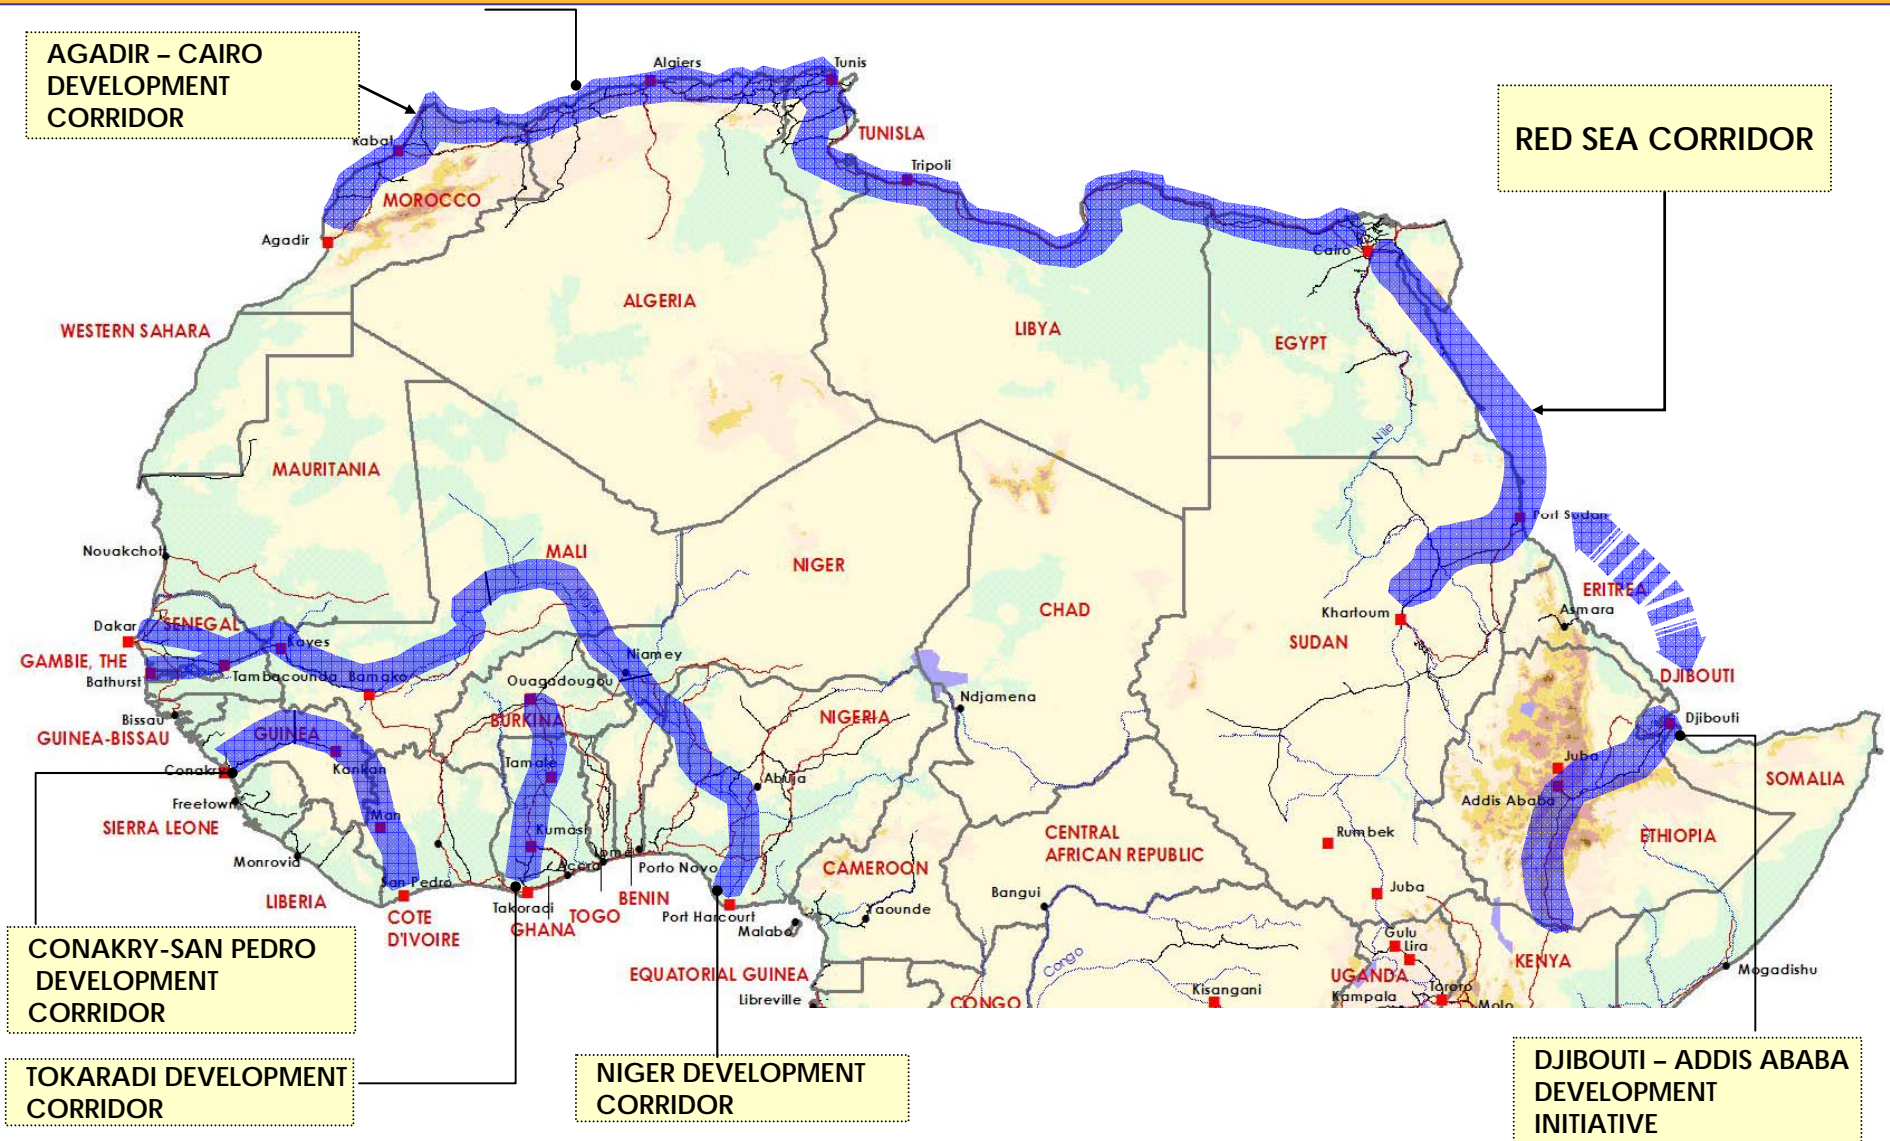 AGADIR – CAIRO
DEVELOPMENT
CORRIDOR
RED SEA CORRIDOR
Algiers
Tunis
Rabat
TUNISLA
Tripoli
MOROCCO
Agadir
Cairo
ALGERIA
WESTERN SAHARA
LIBYA
EGYPT
Nile
MAURITANIA
Port Sudan
Nouakchott
MALI
NIGER
CHAD
ERITREA
Niger
Asmara
Dakar
SENEGAL
Khartoum
SUDAN
Kayes
GAMBIE, THE
Bathurst
Tambacounda
Bamako
Niamey
Ouagadougou
DJIBOUTI
Ndjamena
Bissau
GUINEA-BISSAU
GUINEA
BURKINA
NIGERIA
Djibouti
Conakry
Kankan
Tamale
Abuja
Juba
SOMALIA
Freetown
SIERRA LEONE
Man
Kumasi
Addis Ababa
ETHIOPIA
CENTRAL
AFRICAN REPUBLIC
Rumbek
Monrovia
Accra
Lome
Porto Novo
CAMEROON
LIBERIA
San Pedro
BENIN
Bangui
Juba
COTE
D'IVOIRE
Takoradi
TOGO
GHANA
Port Harcourt
Malabo
Yaounde
Gulu
Lira
Congo
EQUATORIAL GUINEA
UGANDA
KENYA
Mogadishu
Libreville
CONGO
Kisangani
Kampala
Tororo
Molo
CONAKRY-SAN PEDRO
DEVELOPMENT
CORRIDOR
TOKARADI DEVELOPMENT
CORRIDOR
NIGER DEVELOPMENT
CORRIDOR
DJIBOUTI – ADDIS ABABA
DEVELOPMENT
INITIATIVE